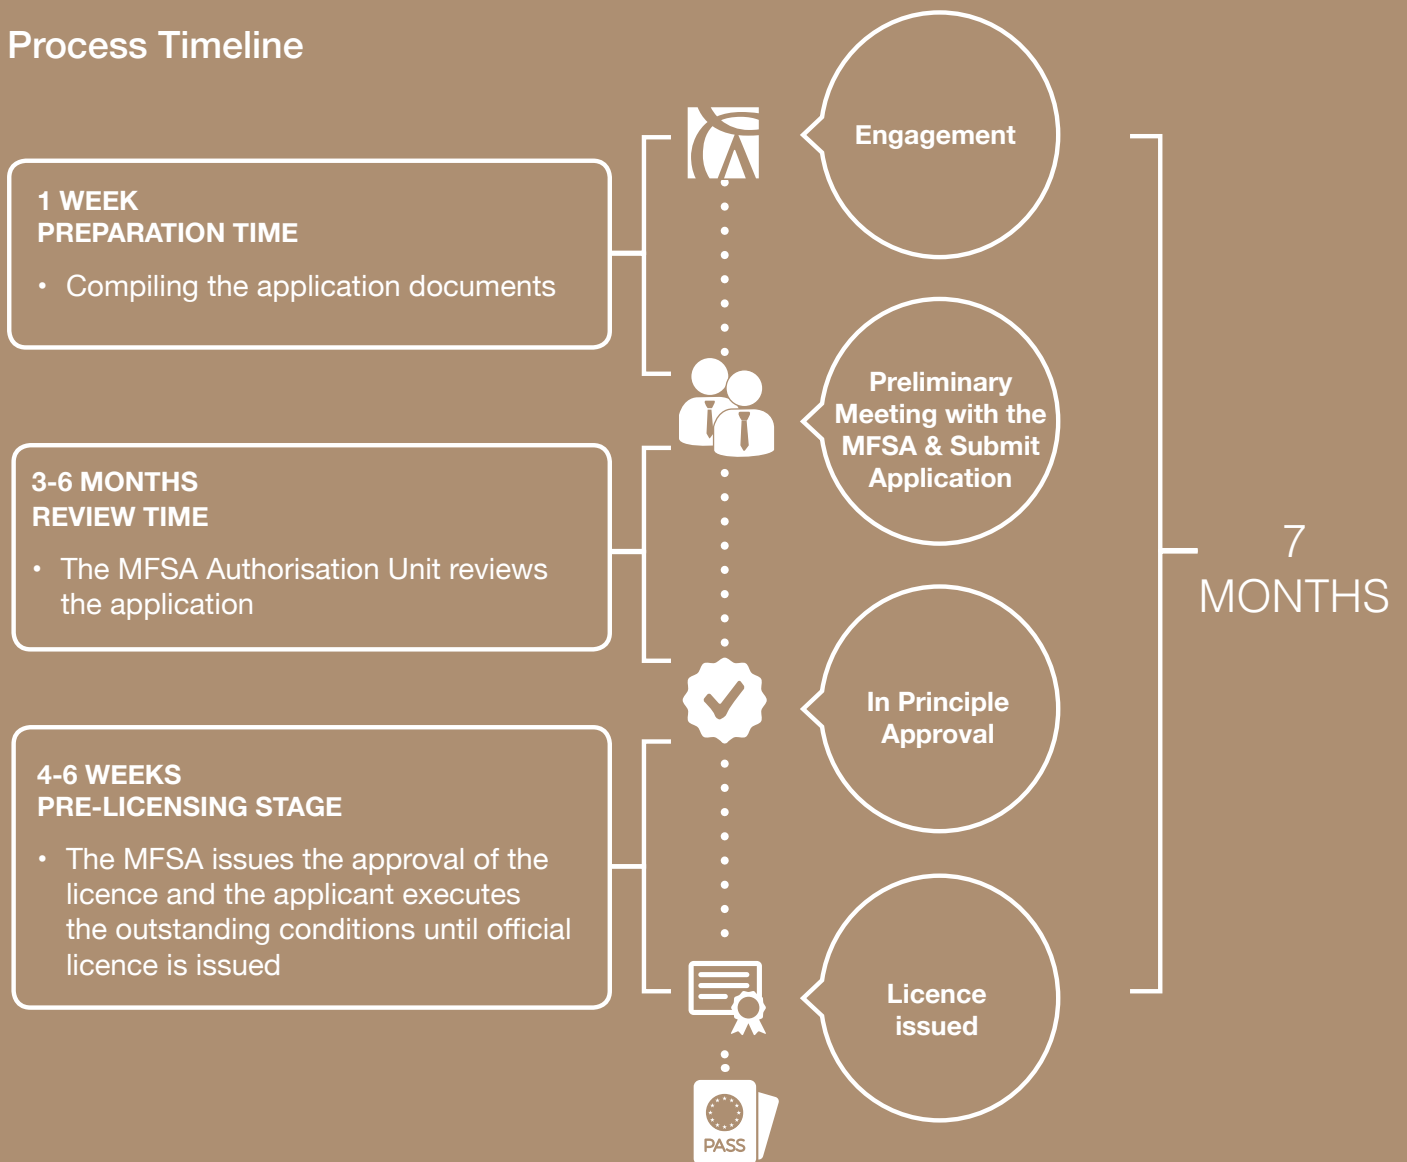 Process Timeline
Engagement
1 WEEK
PREPARATION TIME
• Compiling the application documents
Preliminary
Meeting with the
MFSA & Submit
Application
3-6 MONTHS
REVIEW TIME
• The MFSA Authorisation Unit reviews
the application
7
MONTHS
In Principle
Approval
4-6 WEEKS
PRE-LICENSING STAGE
• The MFSA issues the approval of the
licence and the applicant executes
the outstanding conditions until official
licence is issued
Licence
issued
PASS